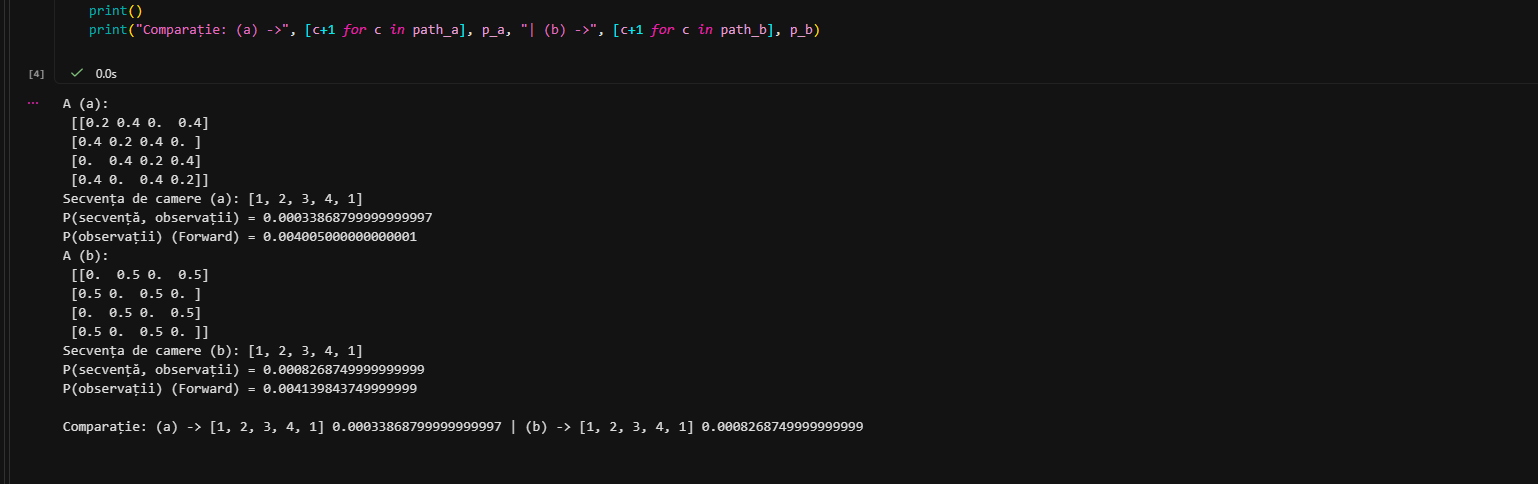 print()
print("Comparație: (a) ->", [c+1 for c in path_a], p_a, "| (b) ->", [c+1 for c in path_b], p_b)
[4] ✓ 0.0s
... A (a):
[[0.2 0.4 0.  0.4]
[0.4 0.2 0.4 0. ]
[0.  0.4 0.2 0.4]
[0.4 0.  0.4 0.2]]
Secvența de camere (a): [1, 2, 3, 4, 1]
P(secvență, observații) = 0.00033868799999999997
P(observații) (Forward) = 0.004005000000000001
A (b):
[[0.  0.5 0.  0.5]
[0.5 0.  0.5 0. ]
[0.  0.5 0.  0.5]
[0.5 0.  0.5 0. ]]
Secvența de camere (b): [1, 2, 3, 4, 1]
P(secvență, observații) = 0.0008268749999999999
P(observații) (Forward) = 0.004139843749999999
Comparație: (a) -> [1, 2, 3, 4, 1] 0.00033868799999999997 | (b) -> [1, 2, 3, 4, 1] 0.0008268749999999999